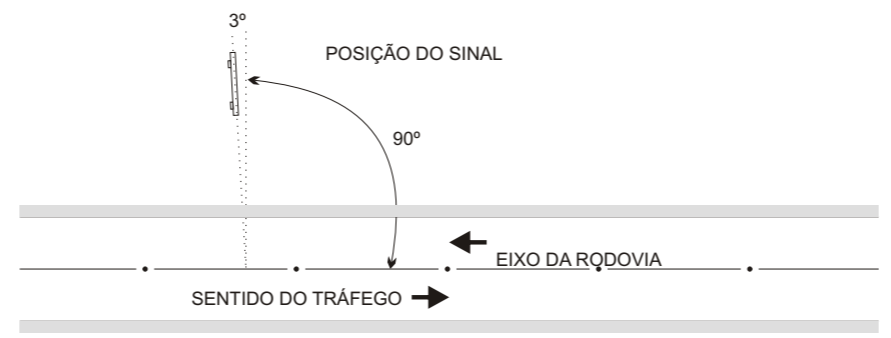 3º
POSIÇÃO DO SINAL
90º
EIXO DA RODOVIA
SENTIDO DO TRÁFEGO